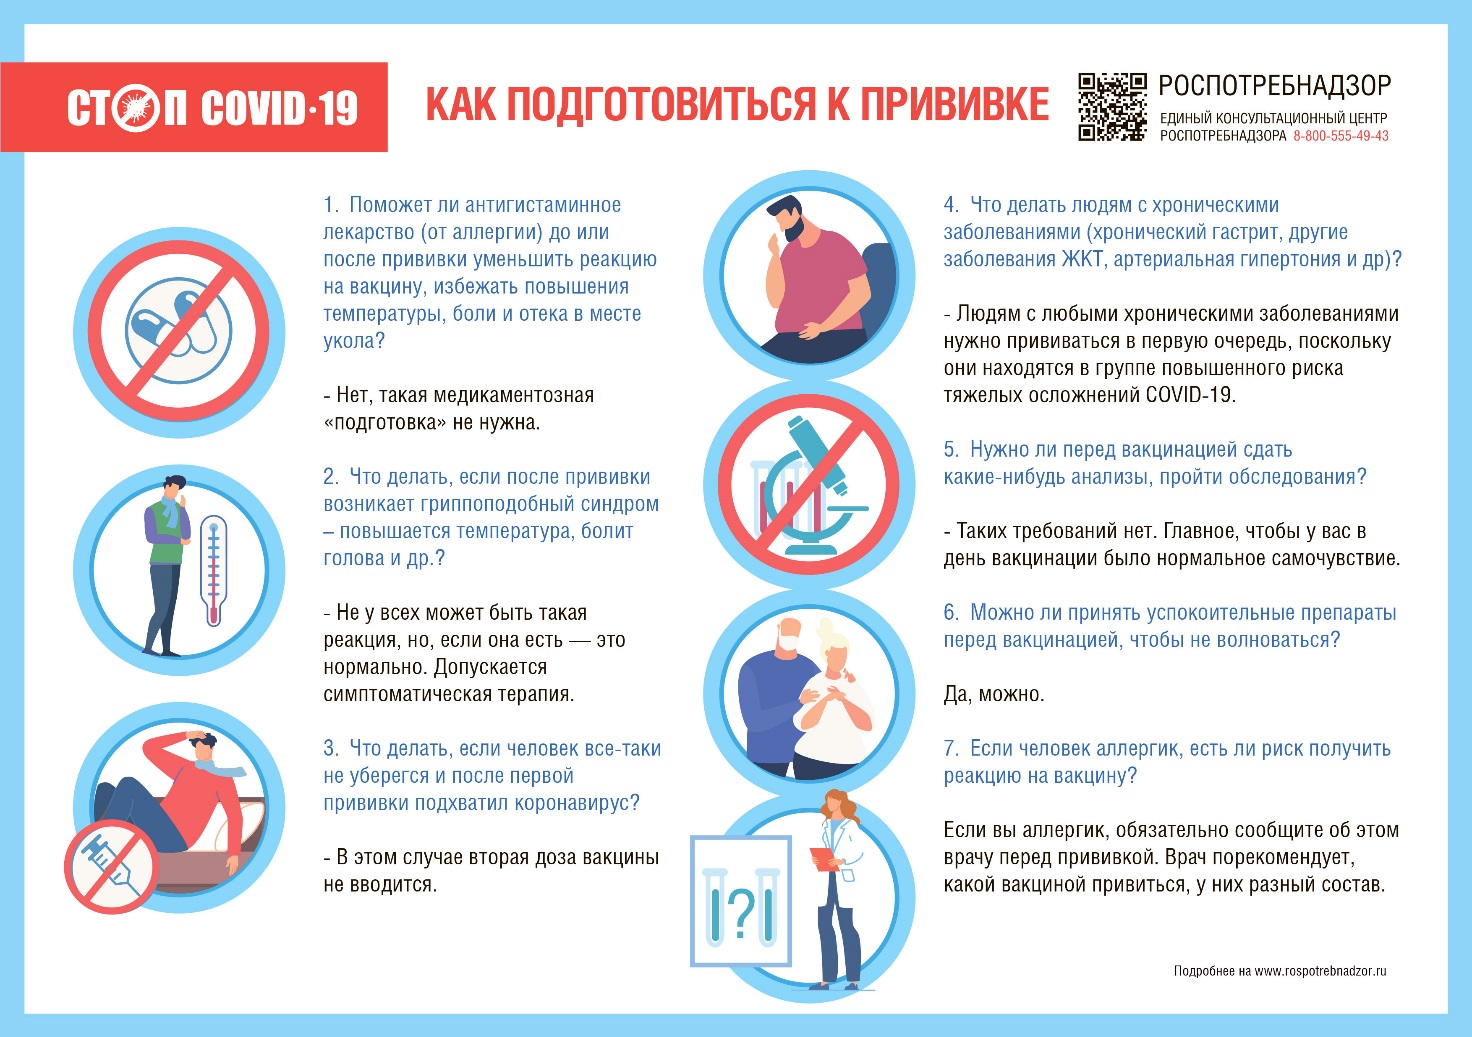 СТОП COVID·19
КАК ПОДГОТОВИТЬСЯ К ПРИВИВКЕ
РОСПОТРЕБНАДЗОР
ЕДИНЫЙ КОНСУЛЬТАЦИОННЫЙ ЦЕНТР
РОСПОТРЕБНАДЗОРА 8-800-555-49-43
1. Поможет ли антигистаминное
лекарство (от аллергии) до или
после прививки уменьшить реакцию
на вакцину, избежать повышения
температуры, боли и отека в месте
укола?
- Нет, такая медикаментозная
«подготовка» не нужна.
2. Что делать, если после прививки
возникает гриппоподобный синдром
– повышается температура, болит
голова и др.?
- Не у всех может быть такая
реакция, но, если она есть — это
нормально. Допускается
симптоматическая терапия.
3. Что делать, если человек все-таки
не уберегся и после первой
прививки подхватил коронавирус?
- В этом случае вторая доза вакцины
не вводится.
4. Что делать людям с хроническими
заболеваниями (хронический гастрит, другие
заболевания ЖКТ, артериальная гипертония и др)?
- Людям с любыми хроническими заболеваниями
нужно прививаться в первую очередь, поскольку
они находятся в группе повышенного риска
тяжелых осложнений COVID-19.
5. Нужно ли перед вакцинацией сдать
какие-нибудь анализы, пройти обследования?
- Таких требований нет. Главное, чтобы у вас в
день вакцинации было нормальное самочувствие.
6. Можно ли принять успокоительные препараты
перед вакцинацией, чтобы не волноваться?
Да, можно.
7. Если человек аллергик, есть ли риск получить
реакцию на вакцину?
Если вы аллергик, обязательно сообщите об этом
врачу перед прививкой. Врач порекомендует,
какой вакциной привиться, у них разный состав.
?
Подробнее на www.rospotrebnadzor.ru